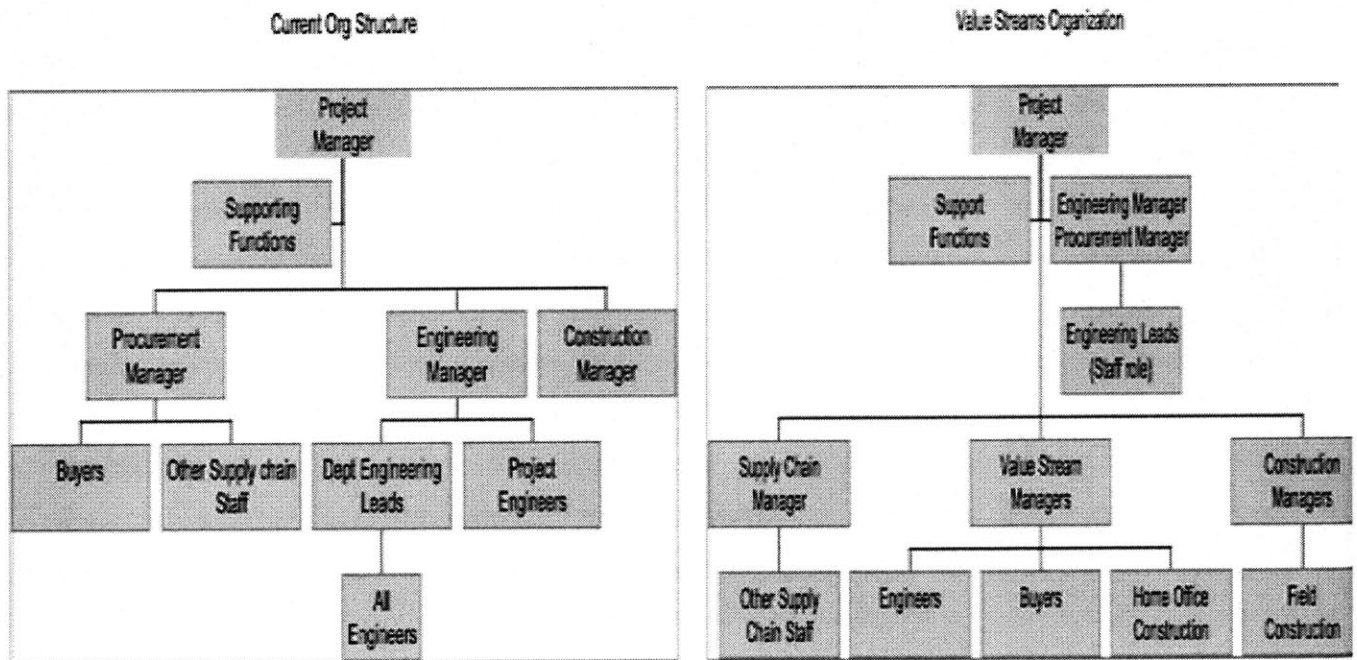 Current Org Structure
Value Streams Organization
Project
Manager
Supporting
Functions
Procurement
Manager
Engineering
Manager
Construction
Manager
Buyers
Other Supply chain
Staff
Dept Engineering
Leads
Project
Engineers
All
Engineers
Project
Manager
Support
Functions
Engineering Manager
Procurement Manager
Engineering Leads
(Staff role)
Supply Chain
Manager
Value Stream
Managers
Construction
Managers
Other Supply
Chain Staff
Engineers
Buyers
Home Office
Construction
Field
Construction